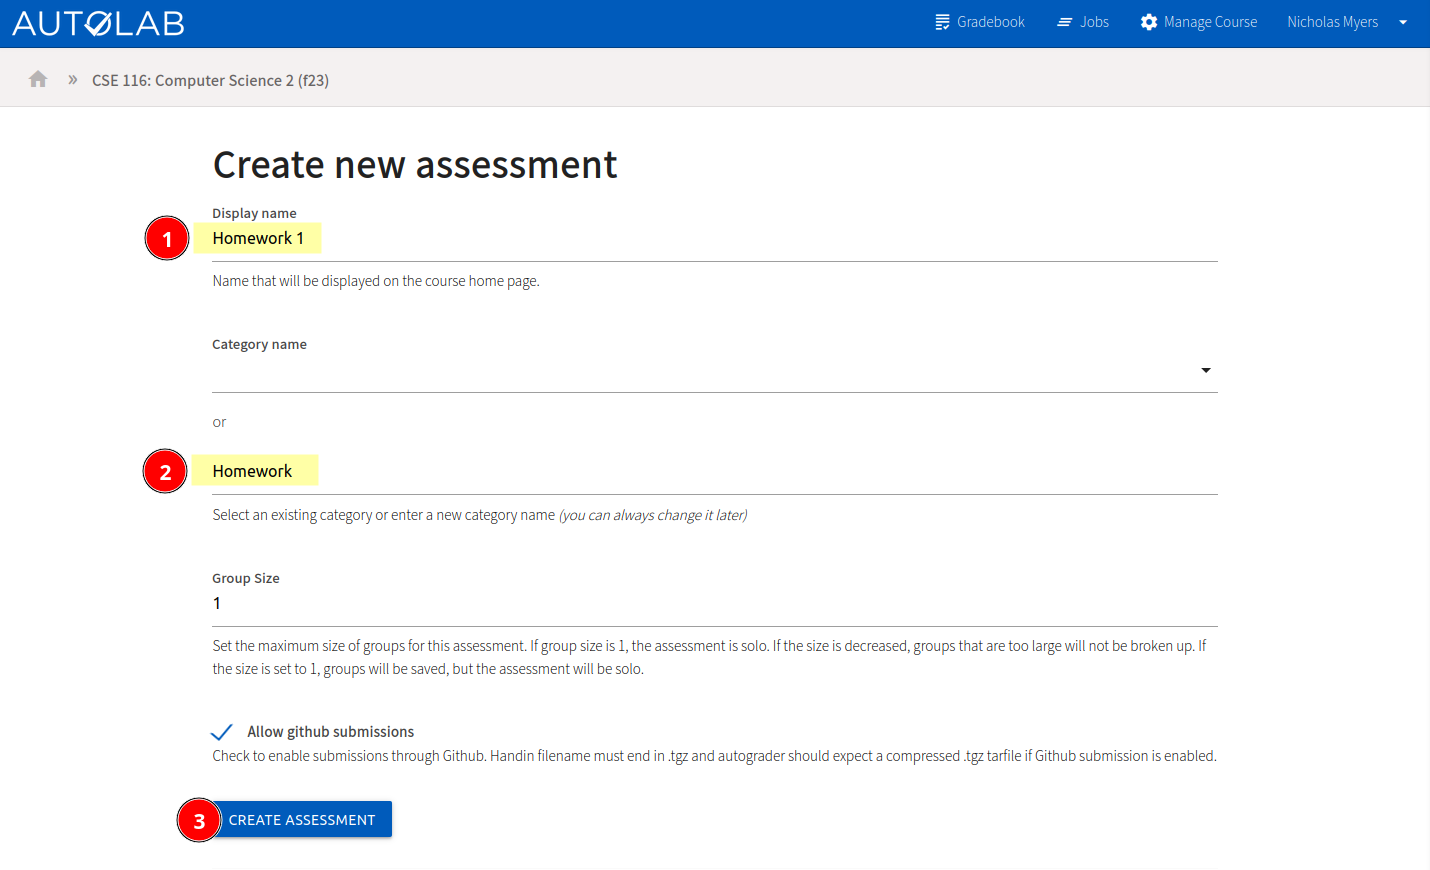 AUTOLAB
Gradebook
Jobs
Manage Course
Nicholas Myers
» CSE 116: Computer Science 2 (f23)
Create new assessment
Display name
1 Homework 1
Name that will be displayed on the course home page.
Category name
or
2 Homework
Select an existing category or enter a new category name (you can always change it later)
Group Size
1
Set the maximum size of groups for this assessment. If group size is 1, the assessment is solo. If the size is decreased, groups that are too large will not be broken up. If
the size is set to 1, groups will be saved, but the assessment will be solo.
Allow github submissions
Check to enable submissions through Github. Handin filename must end in .tgz and autograder should expect a compressed .tgz tarfile if Github submission is enabled.
3 CREATE ASSESSMENT